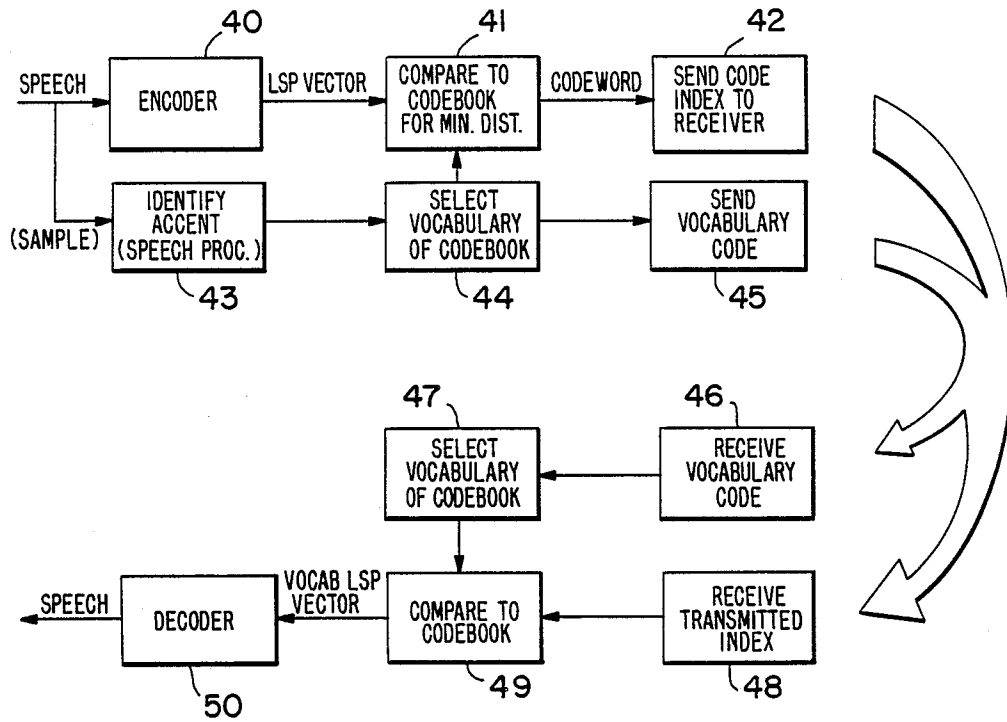 40
41
42
SPEECH
ENCODER
LSP VECTOR
COMPARE TO
CODEBOOK
FOR MIN. DIST.
CODEWORD
SEND CODE
INDEX TO
RECEIVER
(SAMPLE)
IDENTIFY
ACCENT
(SPEECH PROC.)
SELECT
VOCABULARY
OF CODEBOOK
SEND
VOCABULARY
CODE
43
44
45
47
46
SELECT
VOCABULARY
OF CODEBOOK
RECEIVE
VOCABULARY
CODE
SPEECH
DECODER
VOCAB LSP
VECTOR
COMPARE TO
CODEBOOK
RECEIVE
TRANSMITTED
INDEX
50
49
48